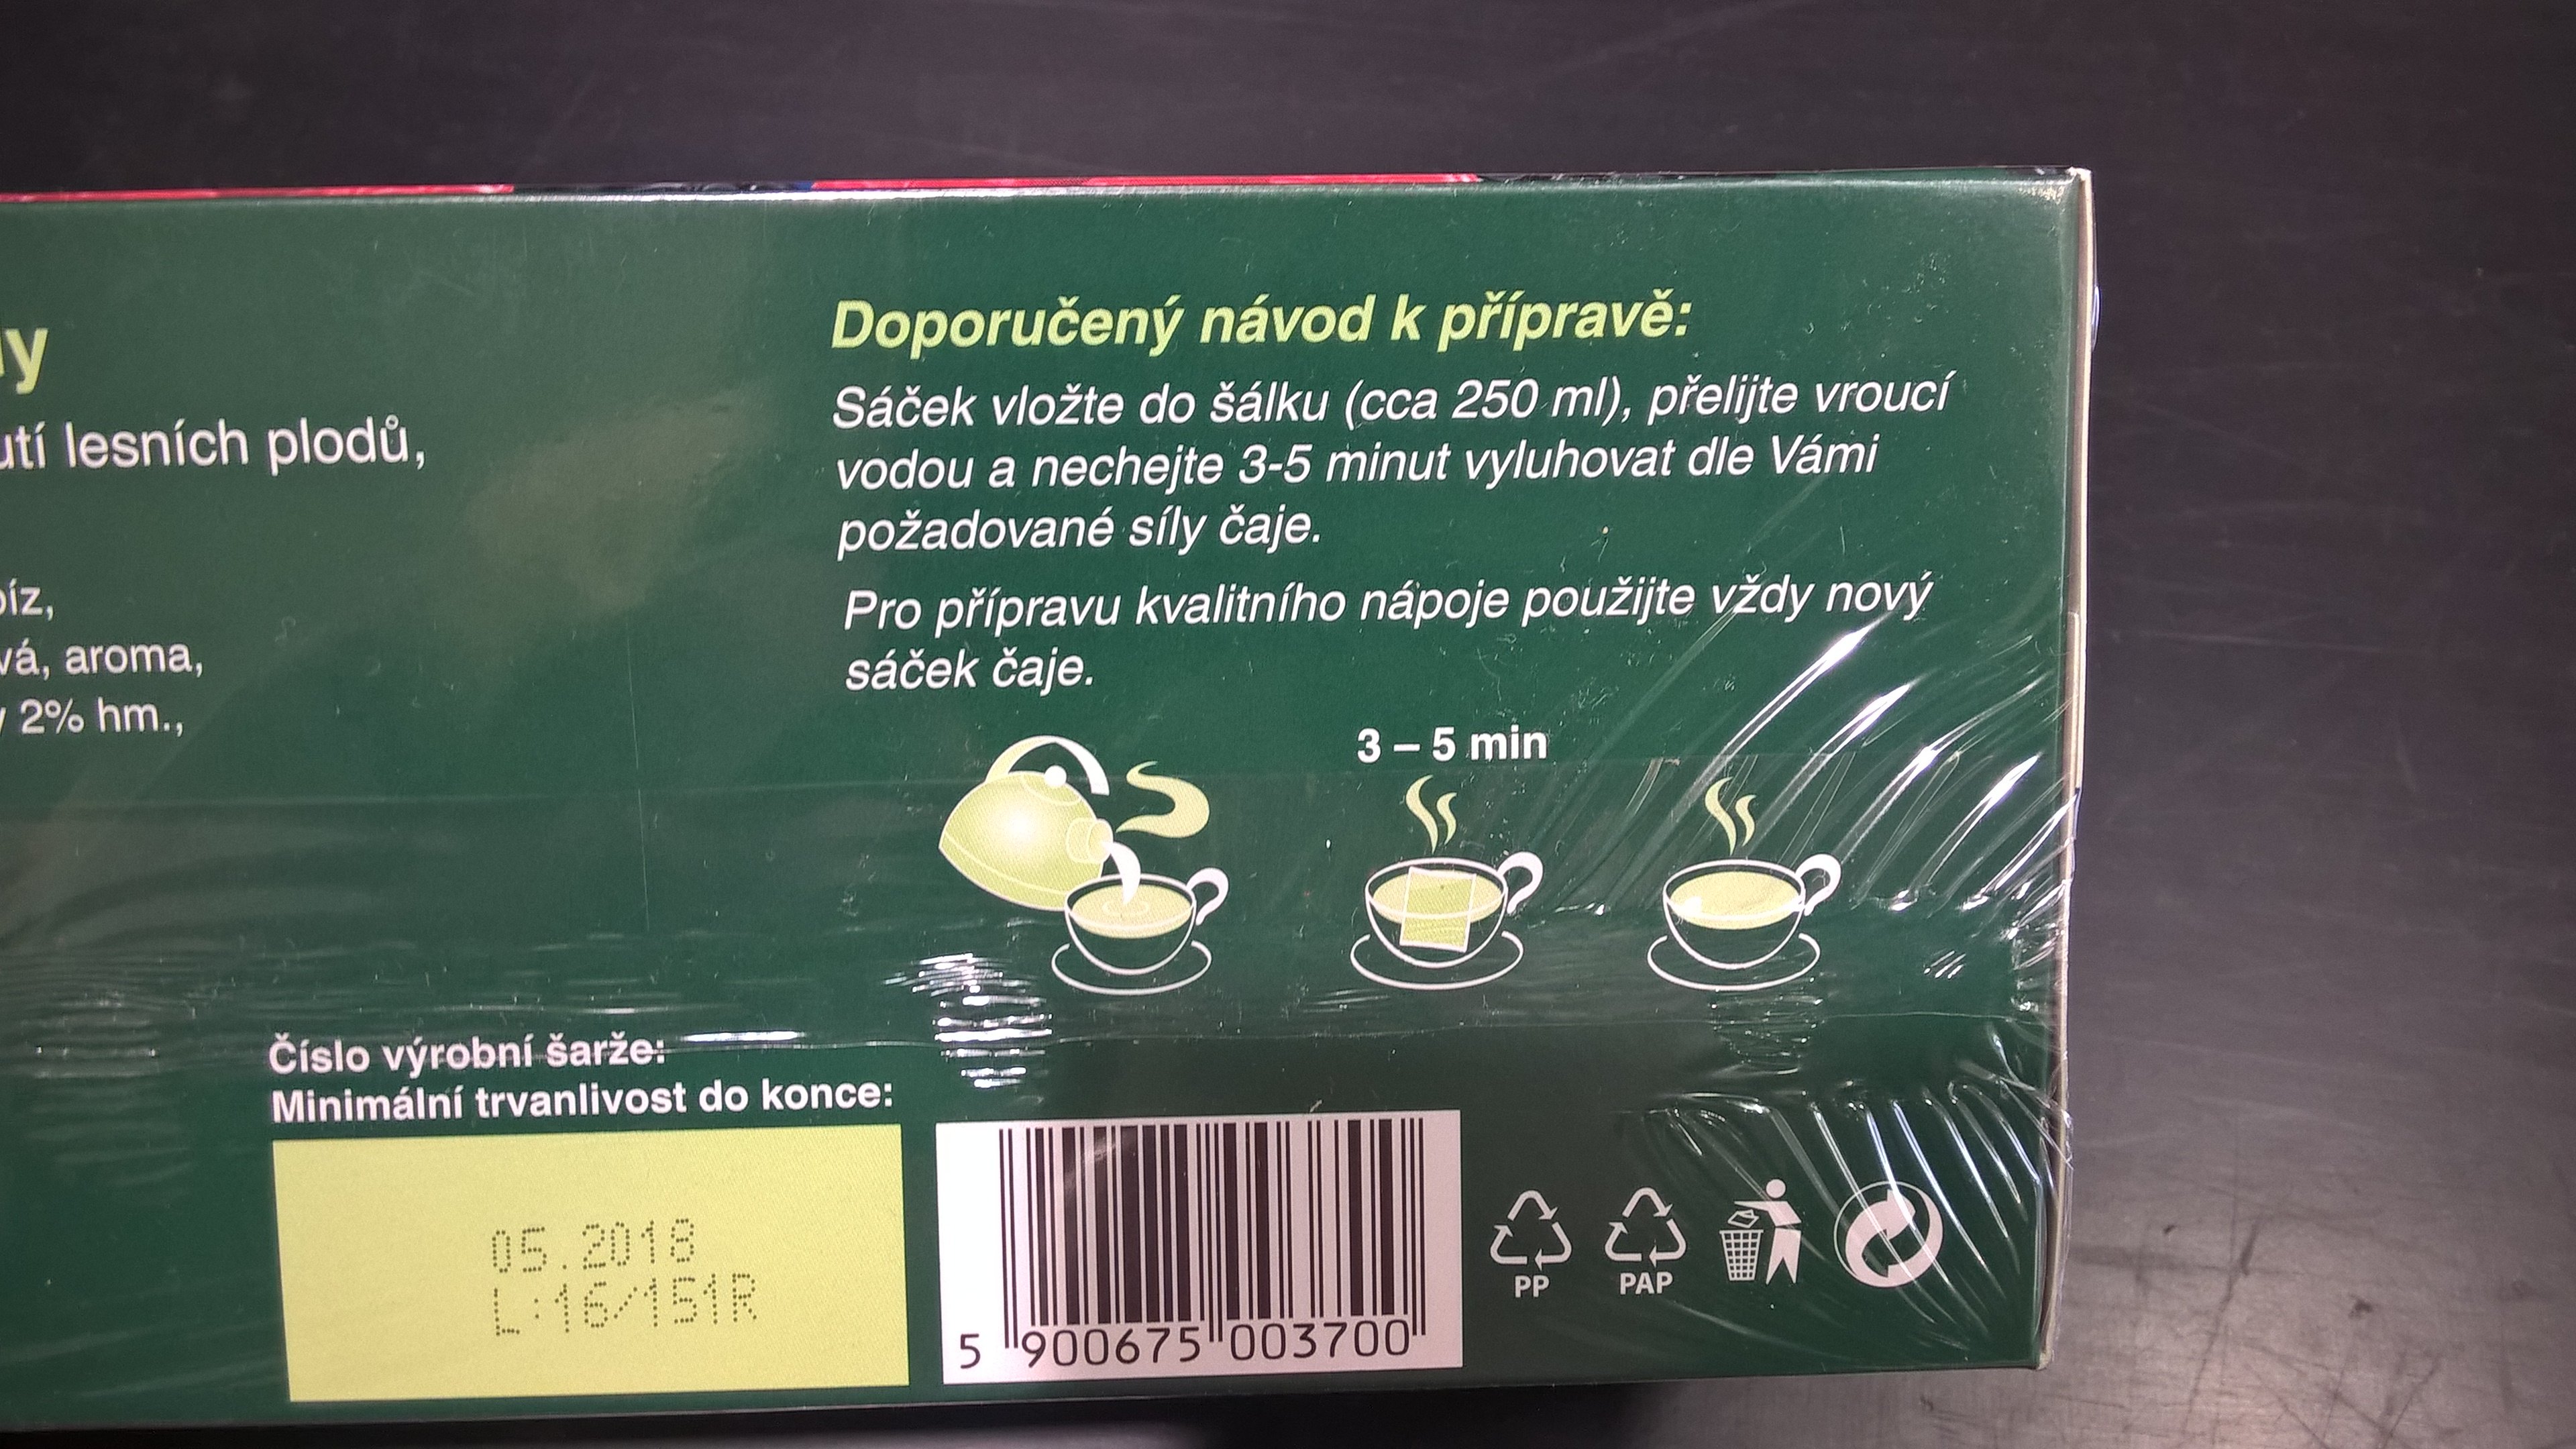 lesních plodů,
aroma,
2% hm.,
Doporučený návod k přípravě:
Sáček vložte do šálku (cca 250 ml), přelijte vroucí
vodou a nechejte 3-5 minut vyluhovat dle Vámi
požadované síly čaje.
Pro přípravu kvalitního nápoje použijte vždy nový
sáček čaje.
3 – 5 min
Číslo výrobní šarže:
Minimální trvanlivost do konce:
05.2018
L:16/151R
5 900675 003700
PP
PAP